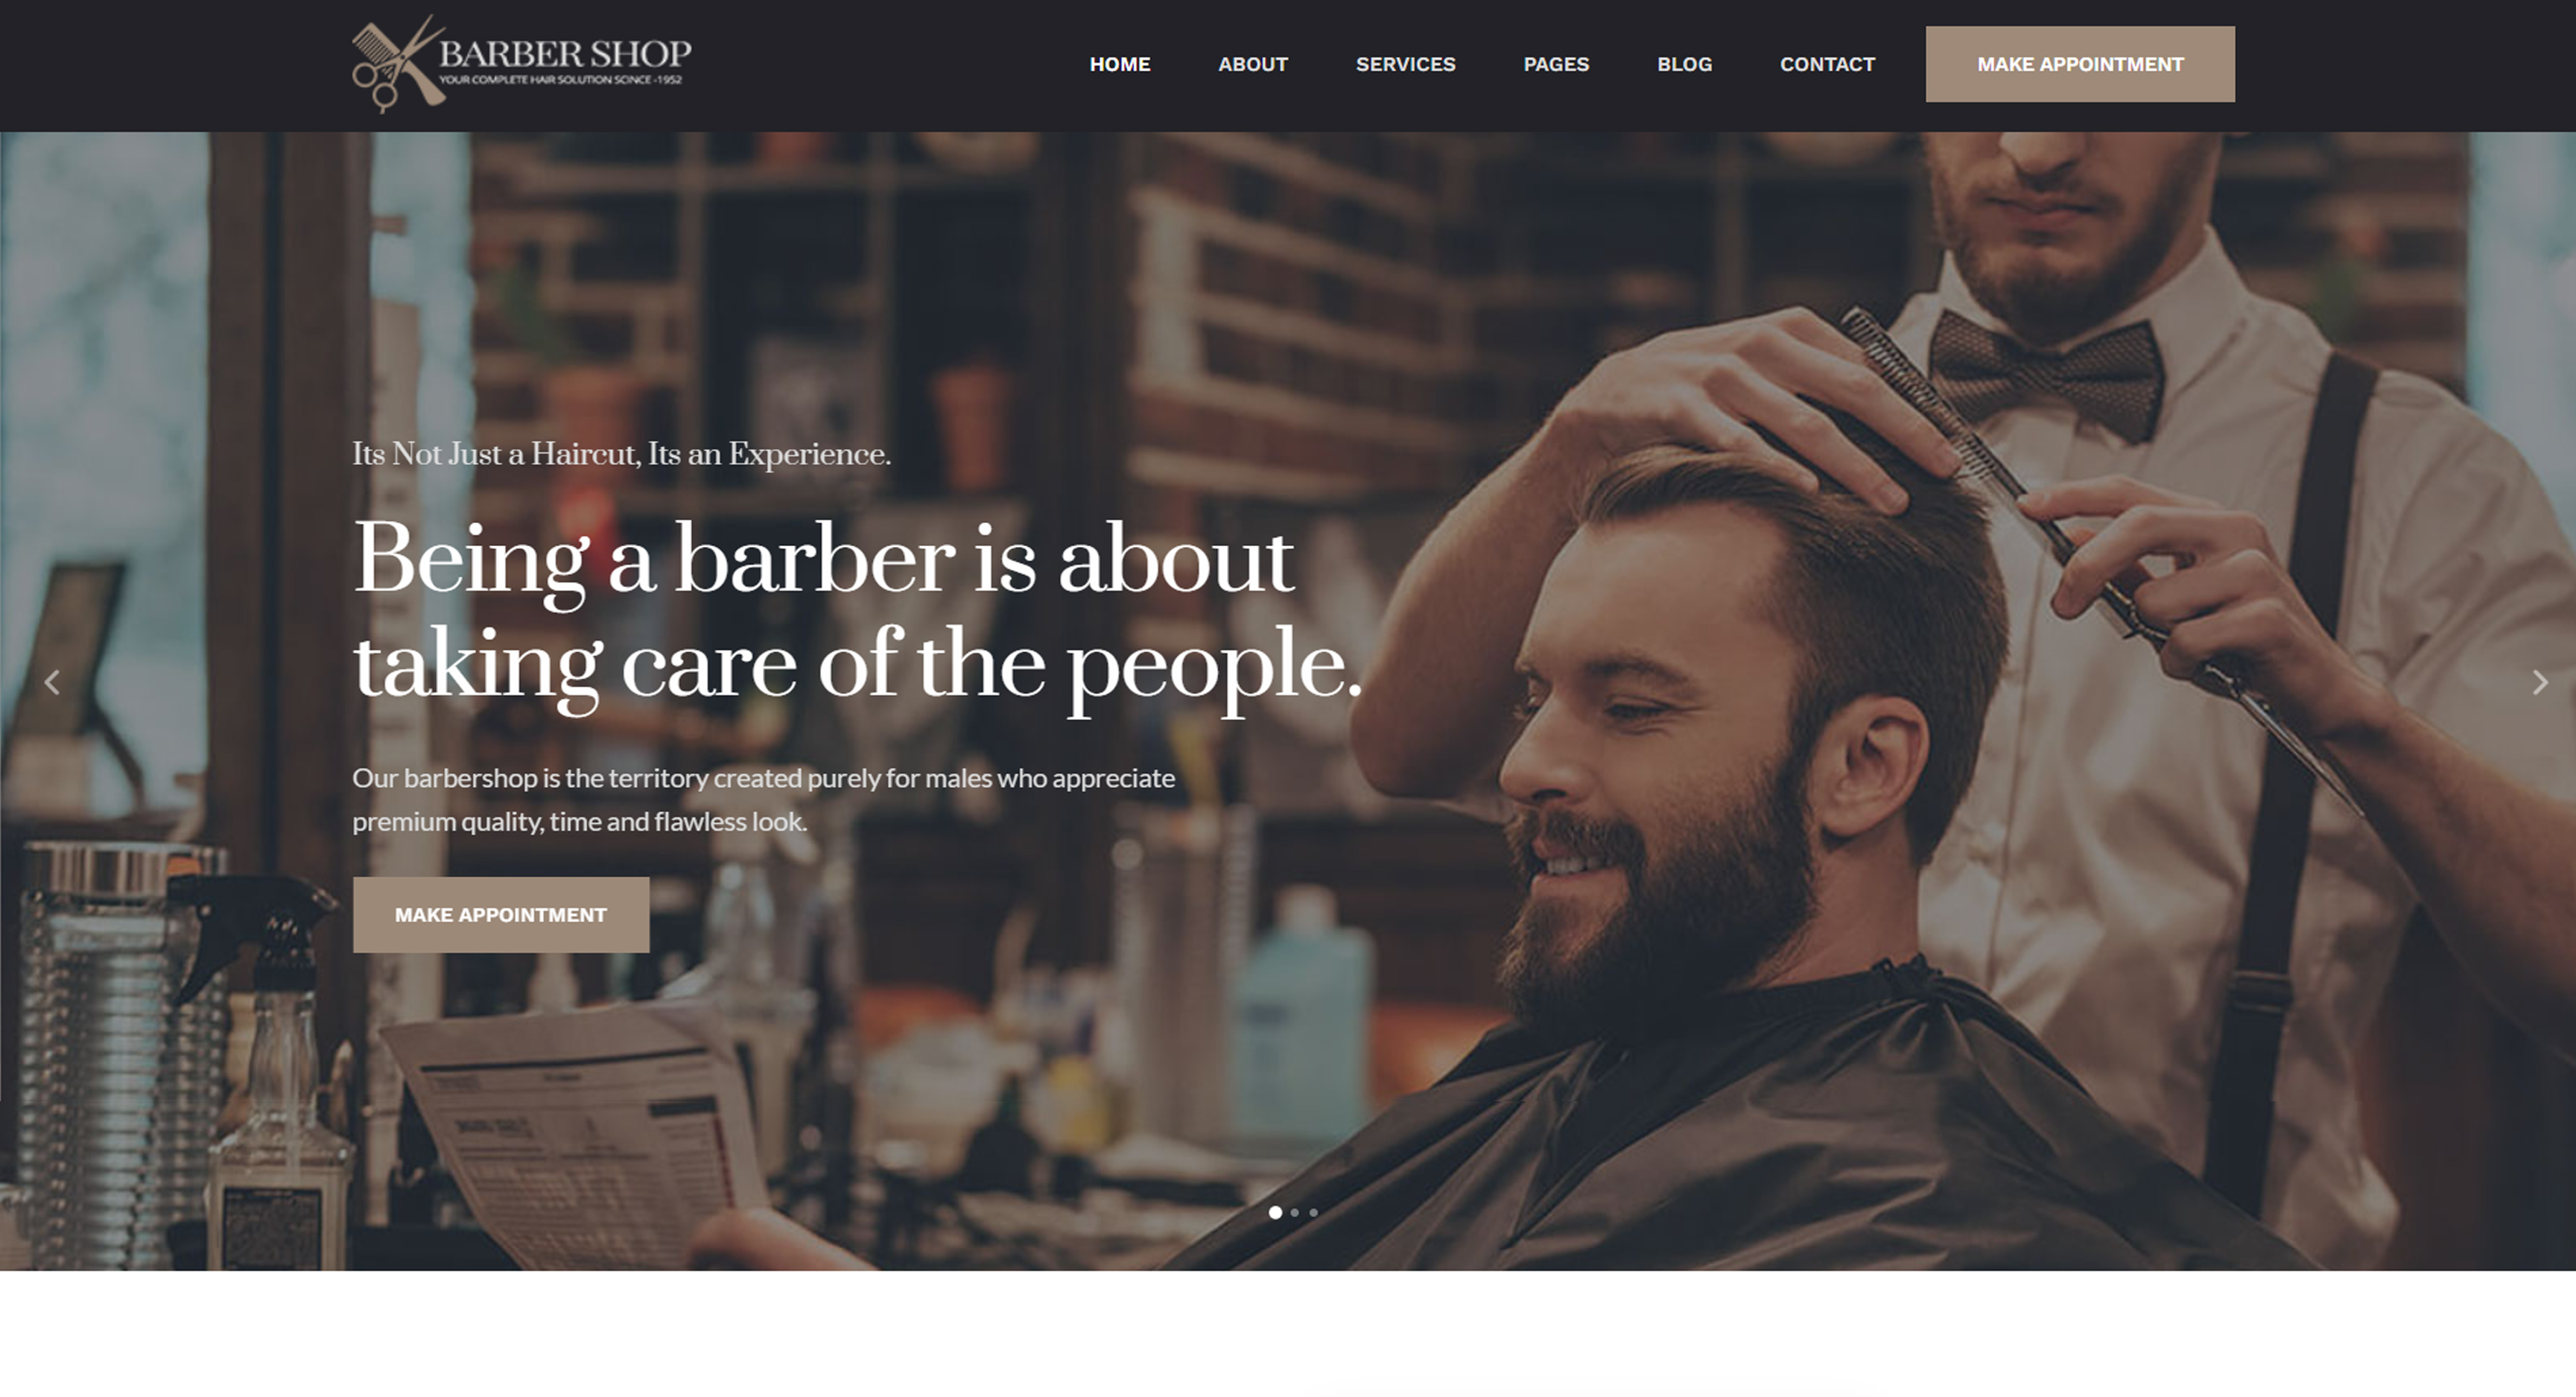 BARBER SHOP
YOUR COMPLETE HAIR SOLUTION SCINCE -1952
HOME
ABOUT
SERVICES
PAGES
BLOG
CONTACT
MAKE APPOINTMENT
Its Not Just a Haircut, Its an Experience.
Being a barber is about
taking care of the people.
Our barbershop is the territory created purely for males who appreciate
premium quality, time and flawless look.
MAKE APPOINTMENT